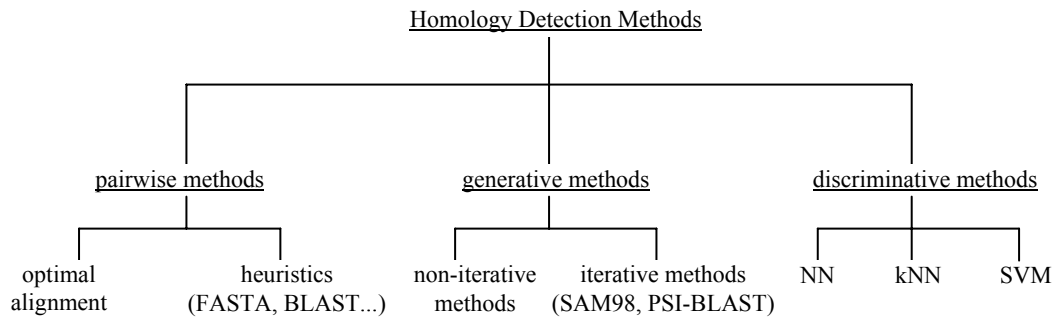 Homology Detection Methods
pairwise methods
generative methods
discriminative methods
optimal
alignment
heuristics
(FASTA, BLAST...)
non-iterative
methods
iterative methods
(SAM98, PSI-BLAST)
NN
kNN
SVM